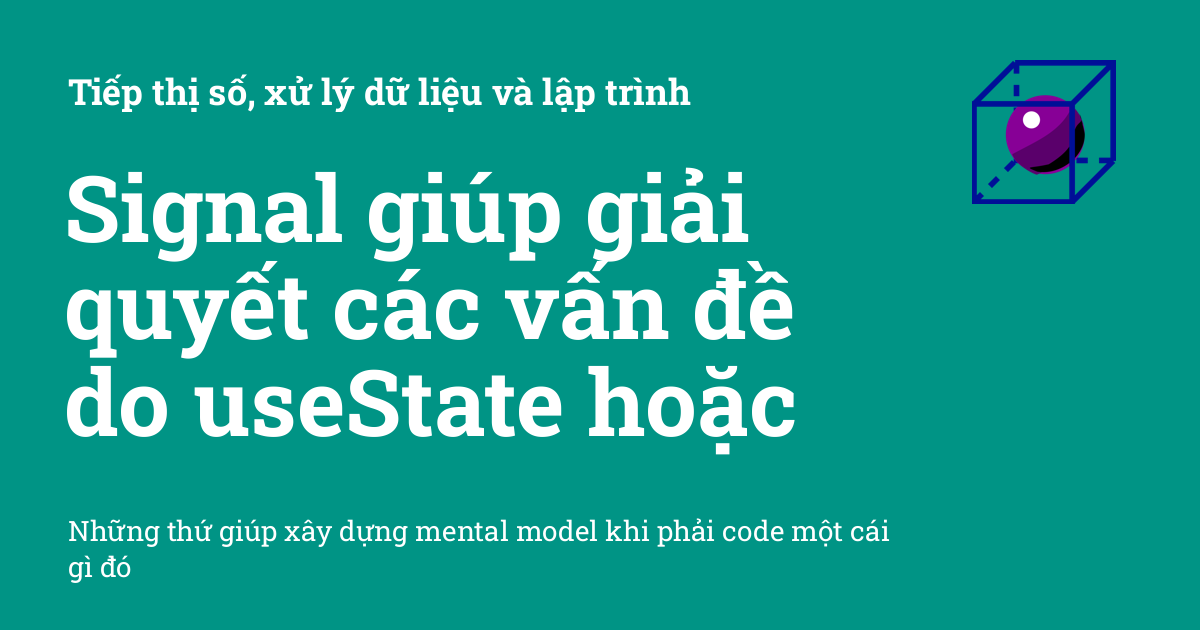 Tiếp thị số, xử lý dữ liệu và lập trình
Signal giúp giải
quyết các vấn đề
do useState hoặc
Những thứ giúp xây dựng mental model khi phải code một cái
gì đó